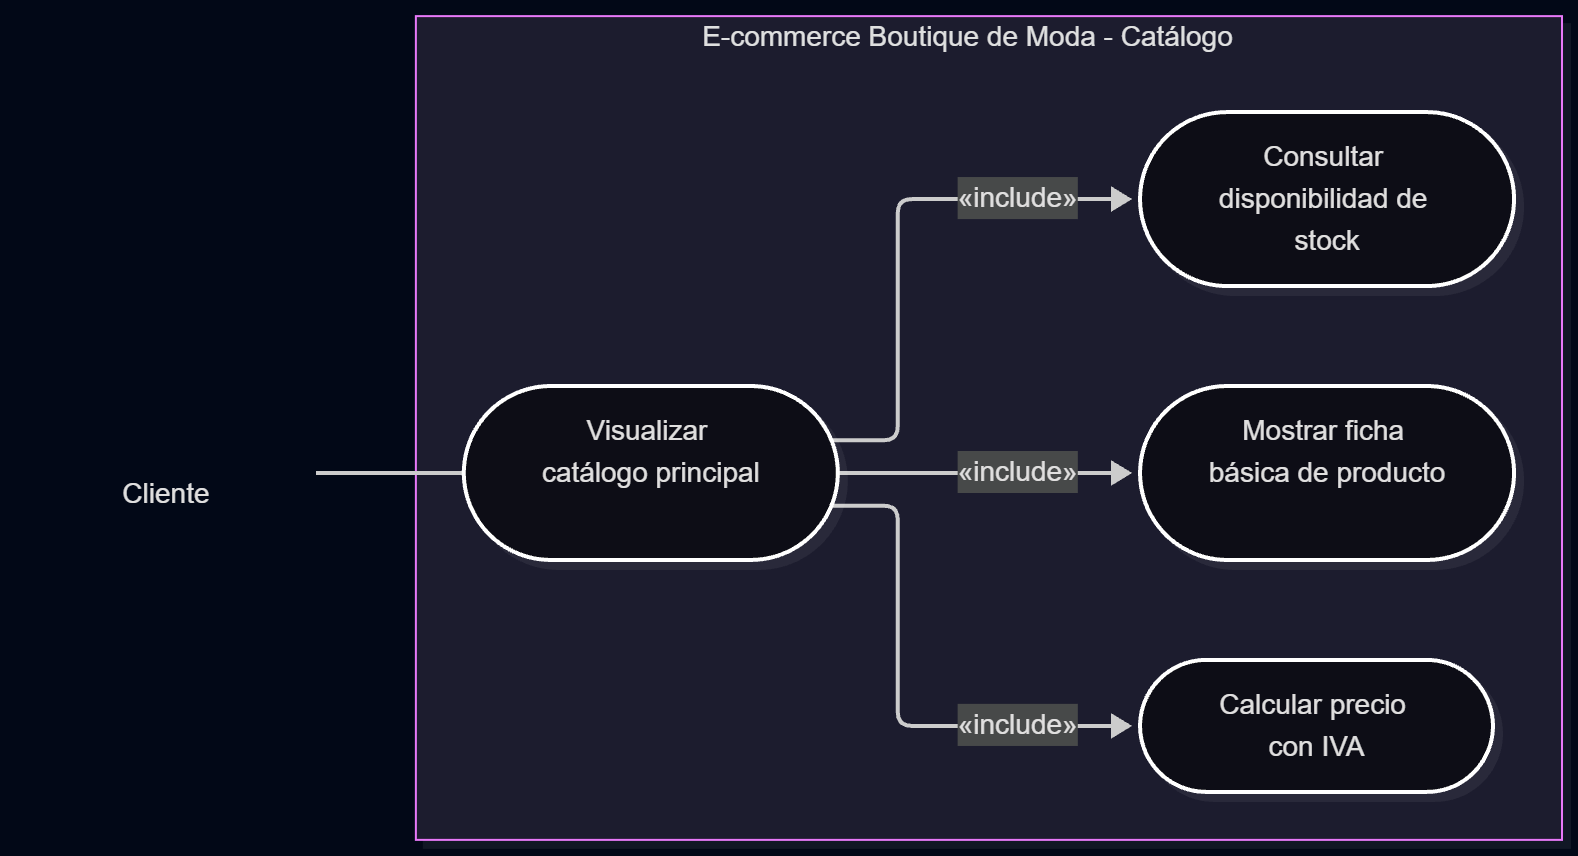 E-commerce Boutique de Moda - Catálogo
Consultar
disponibilidad de
stock
«include»
Visualizar
catálogo principal
«include»
Mostrar ficha
básica de producto
Cliente
«include»
Calcular precio
con IVA